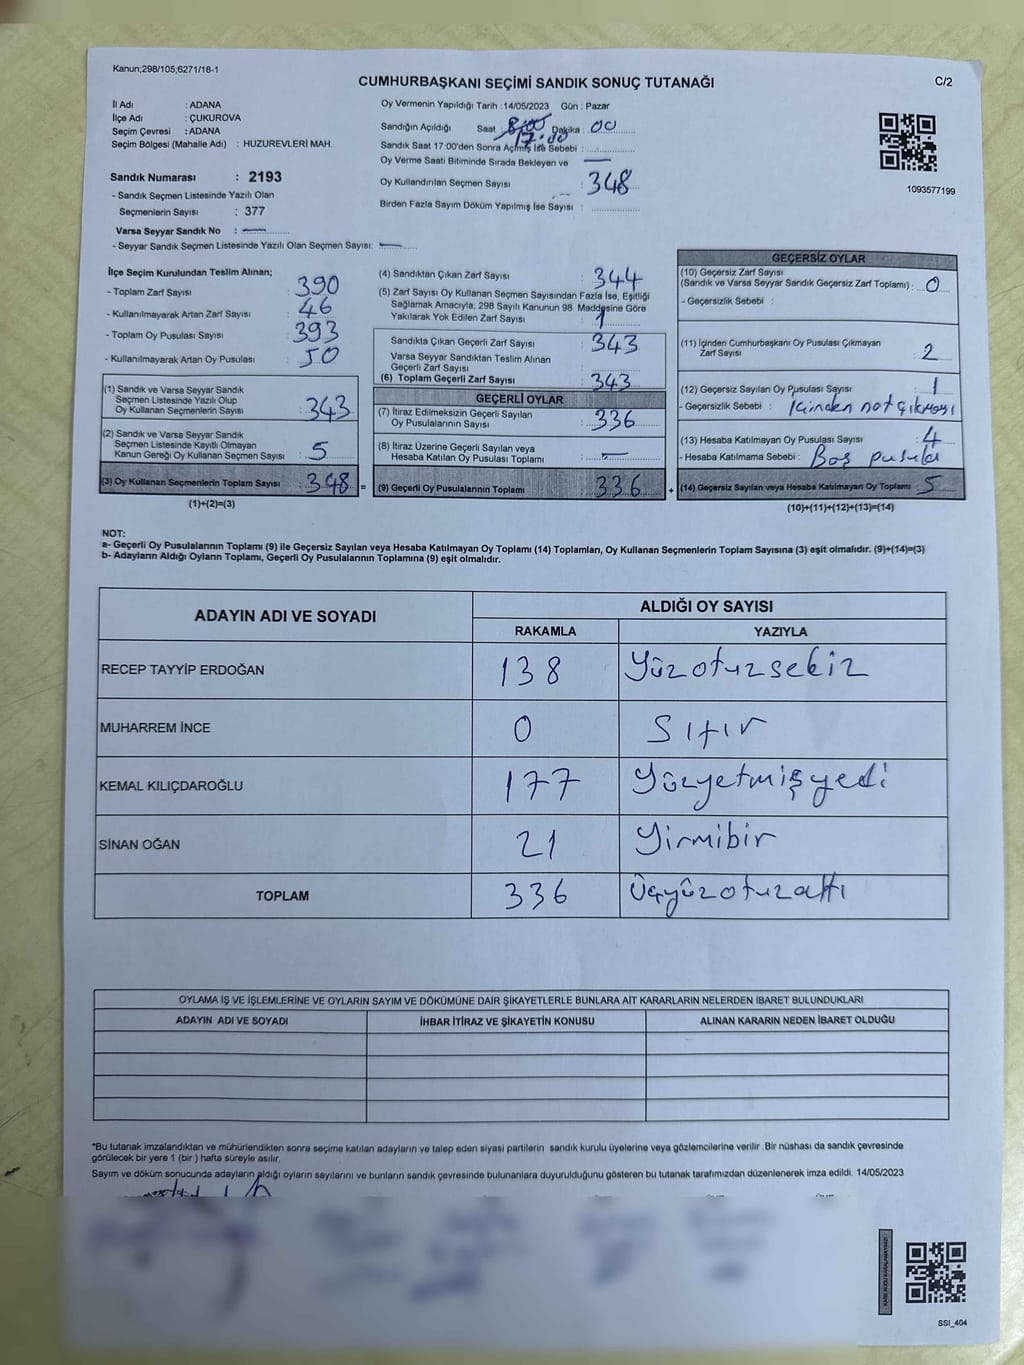 Kanun;298/105;6271/18-1
CUMHURBAŞKANI SEÇİMİ SANDIK SONUÇ TUTANAĞI
C/2
İl Adı : ADANA
İlçe Adı : ÇUKUROVA
Seçim Çevresi : ADANA
Seçim Bölgesi (Mahalle Adı) : HUZUREVLERİ MAH.
Sandık Numarası : 2193
- Sandık Seçmen Listesinde Yazılı Olan
Seçmenlerin Sayısı : 377
Varsa Seyyar Sandık No : —
- Seyyar Sandık Seçmen Listesinde Yazılı Olan Seçmen Sayısı: —
Oy Vermenin Yapıldığı Tarih : 14/05/2023 Gün : Pazar
Sandığın Açıldığı Saat : 8:00 Dakika : 00
17:00
Sandık Saat 17:00'den Sonra Açılmış İse Sebebi :
Oy Verme Saati Bitiminde Sırada Bekleyen ve —
Oy Kullandırılan Seçmen Sayısı : 348
Birden Fazla Sayım Döküm Yapılmış İse Sayısı :
1093577199
İlçe Seçim Kurulundan Teslim Alınan;
- Toplam Zarf Sayısı : 390
- Kullanılmayarak Artan Zarf Sayısı : 46
- Toplam Oy Pusulası Sayısı : 393
- Kullanılmayarak Artan Oy Pusulası : 50
(1) Sandık ve Varsa Seyyar Sandık
Seçmen Listesinde Yazılı Olup
Oy Kullanan Seçmenlerin Sayısı : 343
(2) Sandık ve Varsa Seyyar Sandık
Seçmen Listesinde Kayıtlı Olmayan
Kanun Gereği Oy Kullanan Seçmen Sayısı : 5
(3) Oy Kullanan Seçmenlerin Toplam Sayısı : 348 =
(1)+(2)=(3)
(4) Sandıktan Çıkan Zarf Sayısı : 344
(5) Zarf Sayısı Oy Kullanan Seçmen Sayısından Fazla İse, Eşitliği
Sağlamak Amacıyla; 298 Sayılı Kanunun 98. Maddesine Göre
Yakılarak Yok Edilen Zarf Sayısı : 1
Sandıkta Çıkan Geçerli Zarf Sayısı : 343
Varsa Seyyar Sandıktan Teslim Alınan
Geçerli Zarf Sayısı :
(6) Toplam Geçerli Zarf Sayısı : 343
GEÇERLİ OYLAR
(7) İtiraz Edilmeksizin Geçerli Sayılan
Oy Pusulalarının Sayısı : 336
(8) İtiraz Üzerine Geçerli Sayılan veya
Hesaba Katılan Oy Pusulası Toplamı : —
(9) Geçerli Oy Pusulalarının Toplamı : 336 +
GEÇERSİZ OYLAR
(10) Geçersiz Zarf Sayısı
(Sandık ve Varsa Seyyar Sandık Geçersiz Zarf Toplamı) : 0
- Geçersizlik Sebebi :
(11) İçinden Cumhurbaşkanı Oy Pusulası Çıkmayan
Zarf Sayısı : 2
(12) Geçersiz Sayılan Oy Pusulası Sayısı : 1
- Geçersizlik Sebebi : İçinden not çıkması
(13) Hesaba Katılmayan Oy Pusulası Sayısı : 4
- Hesaba Katılmama Sebebi : Boş pusula
(14) Geçersiz Sayılan veya Hesaba Katılmayan Oy Toplamı : 5
(10)+(11)+(12)+(13)=(14)
NOT:
a- Geçerli Oy Pusulalarının Toplamı (9) ile Geçersiz Sayılan veya Hesaba Katılmayan Oy Toplamı (14) Toplamları, Oy Kullanan Seçmenlerin Toplam Sayısına (3) eşit olmalıdır. (9)+(14)=(3)
b- Adayların Aldığı Oyların Toplamı, Geçerli Oy Pusulalarının Toplamına (9) eşit olmalıdır.
ADAYIN ADI VE SOYADI
ALDIĞI OY SAYISI
RAKAMLA YAZIYLA
RECEP TAYYİP ERDOĞAN 138 Yüzotuzsekiz
MUHARREM İNCE 0 Sıfır
KEMAL KILIÇDAROĞLU 177 Yüzyetmişyedi
SİNAN OĞAN 21 Yirmibir
TOPLAM 336 Üçyüzotuzaltı
OYLAMA İŞ VE İŞLEMLERİNE VE OYLARIN SAYIM VE DÖKÜMÜNE DAİR ŞİKAYETLERLE BUNLARA AİT KARARLARIN NELERDEN İBARET BULUNDUKLARI
ADAYIN ADI VE SOYADI İHBAR İTİRAZ VE ŞİKAYETİN KONUSU ALINAN KARARIN NEDEN İBARET OLDUĞU
*Bu tutanak imzalandıktan ve mühürlendikten sonra seçime katılan adayların ve talep eden siyasi partilerin sandık kurulu üyelerine veya gözlemcilerine verilir .Bir nüshası da sandık çevresinde
görülecek bir yere 1 (bir ) hafta süreyle asılır.
Sayım ve döküm sonucunda adayların aldığı oyların sayılarını ve bunların sandık çevresinde bulunanlara duyurulduğunu gösteren bu tutanak tarafımızdan düzenlenerek imza edildi. 14/05/2023
KARE KODU KARALAMAYINIZ!
SSI_404